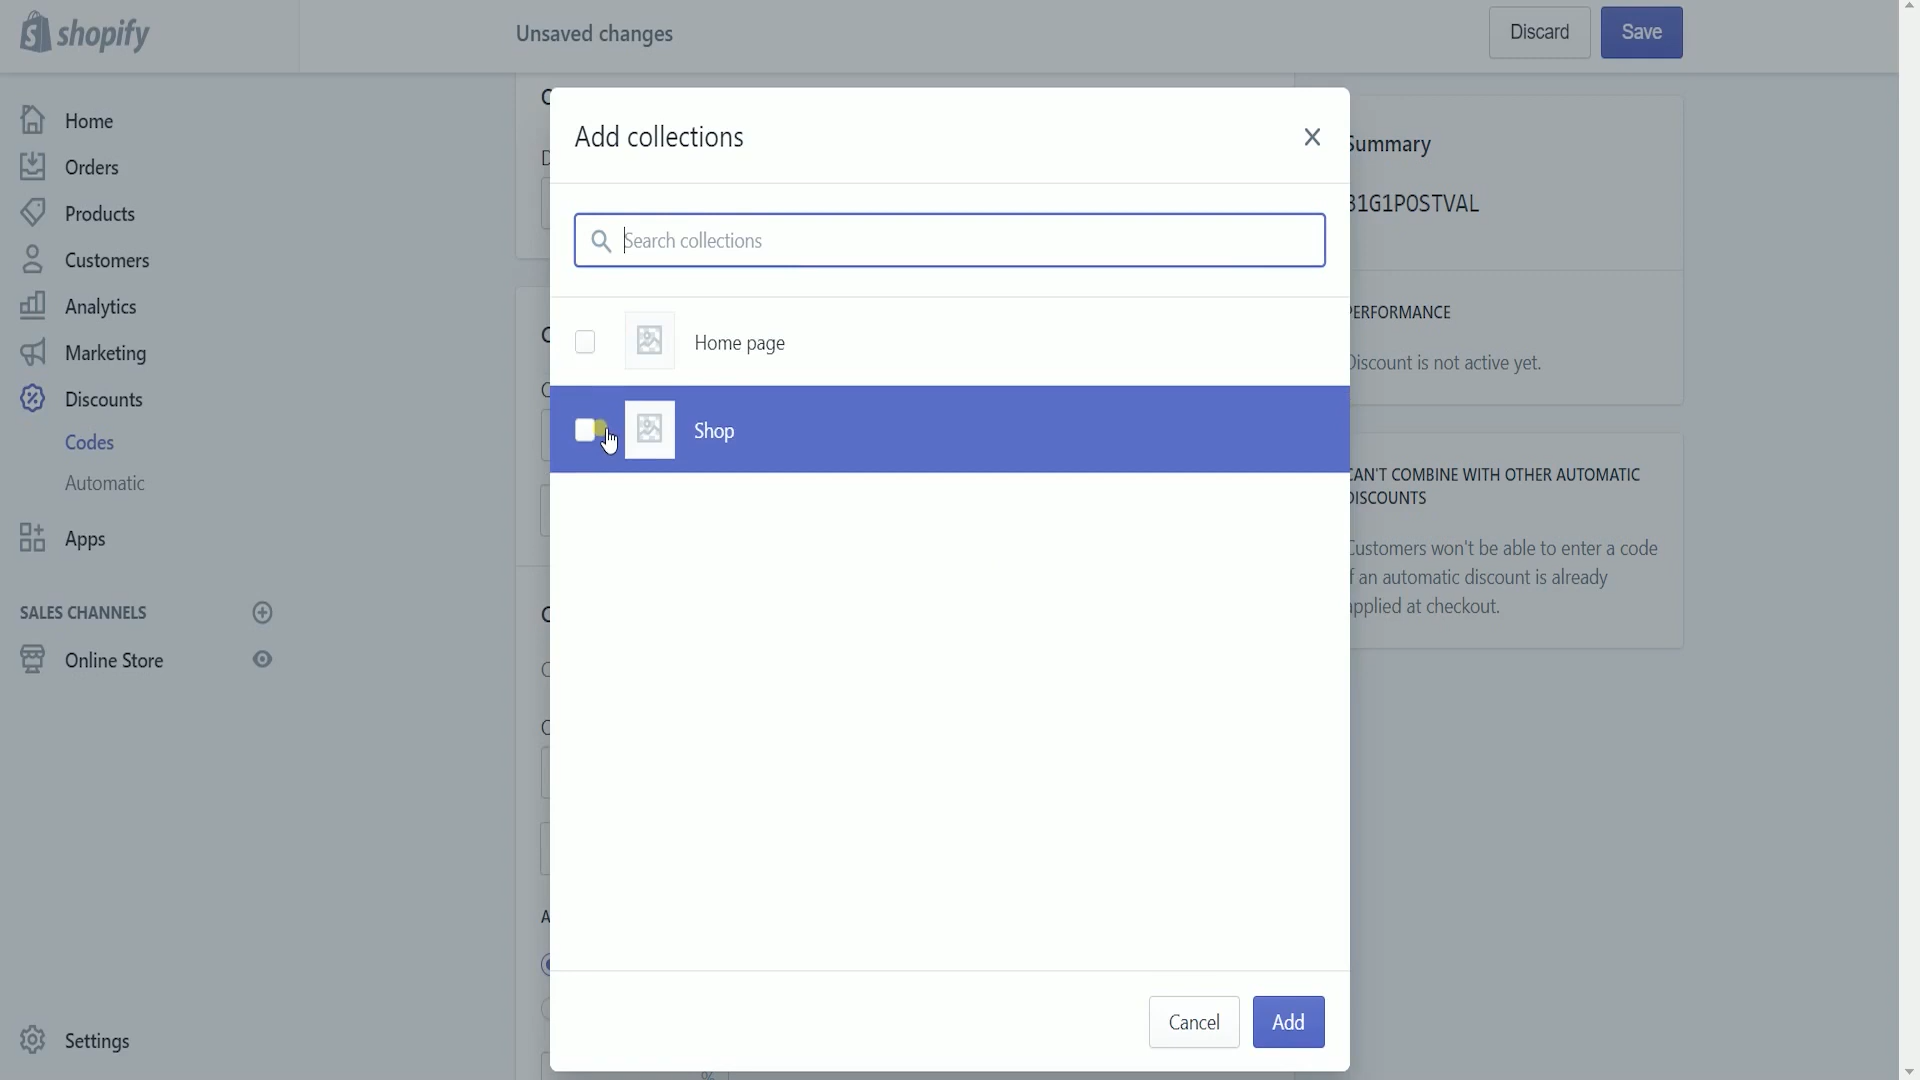 shopify
Unsaved changes
Discard
Save
Home
Orders
Products
Customers
Analytics
Marketing
Discounts
Codes
Automatic
Apps
SALES CHANNELS
Online Store
Settings
Add collections
Search collections
Home page
Shop
Cancel
Add
Summary
B1G1POSTVAL
PERFORMANCE
Discount is not active yet.
CAN'T COMBINE WITH OTHER AUTOMATIC
DISCOUNTS
Customers won't be able to enter a code
if an automatic discount is already
applied at checkout.
%